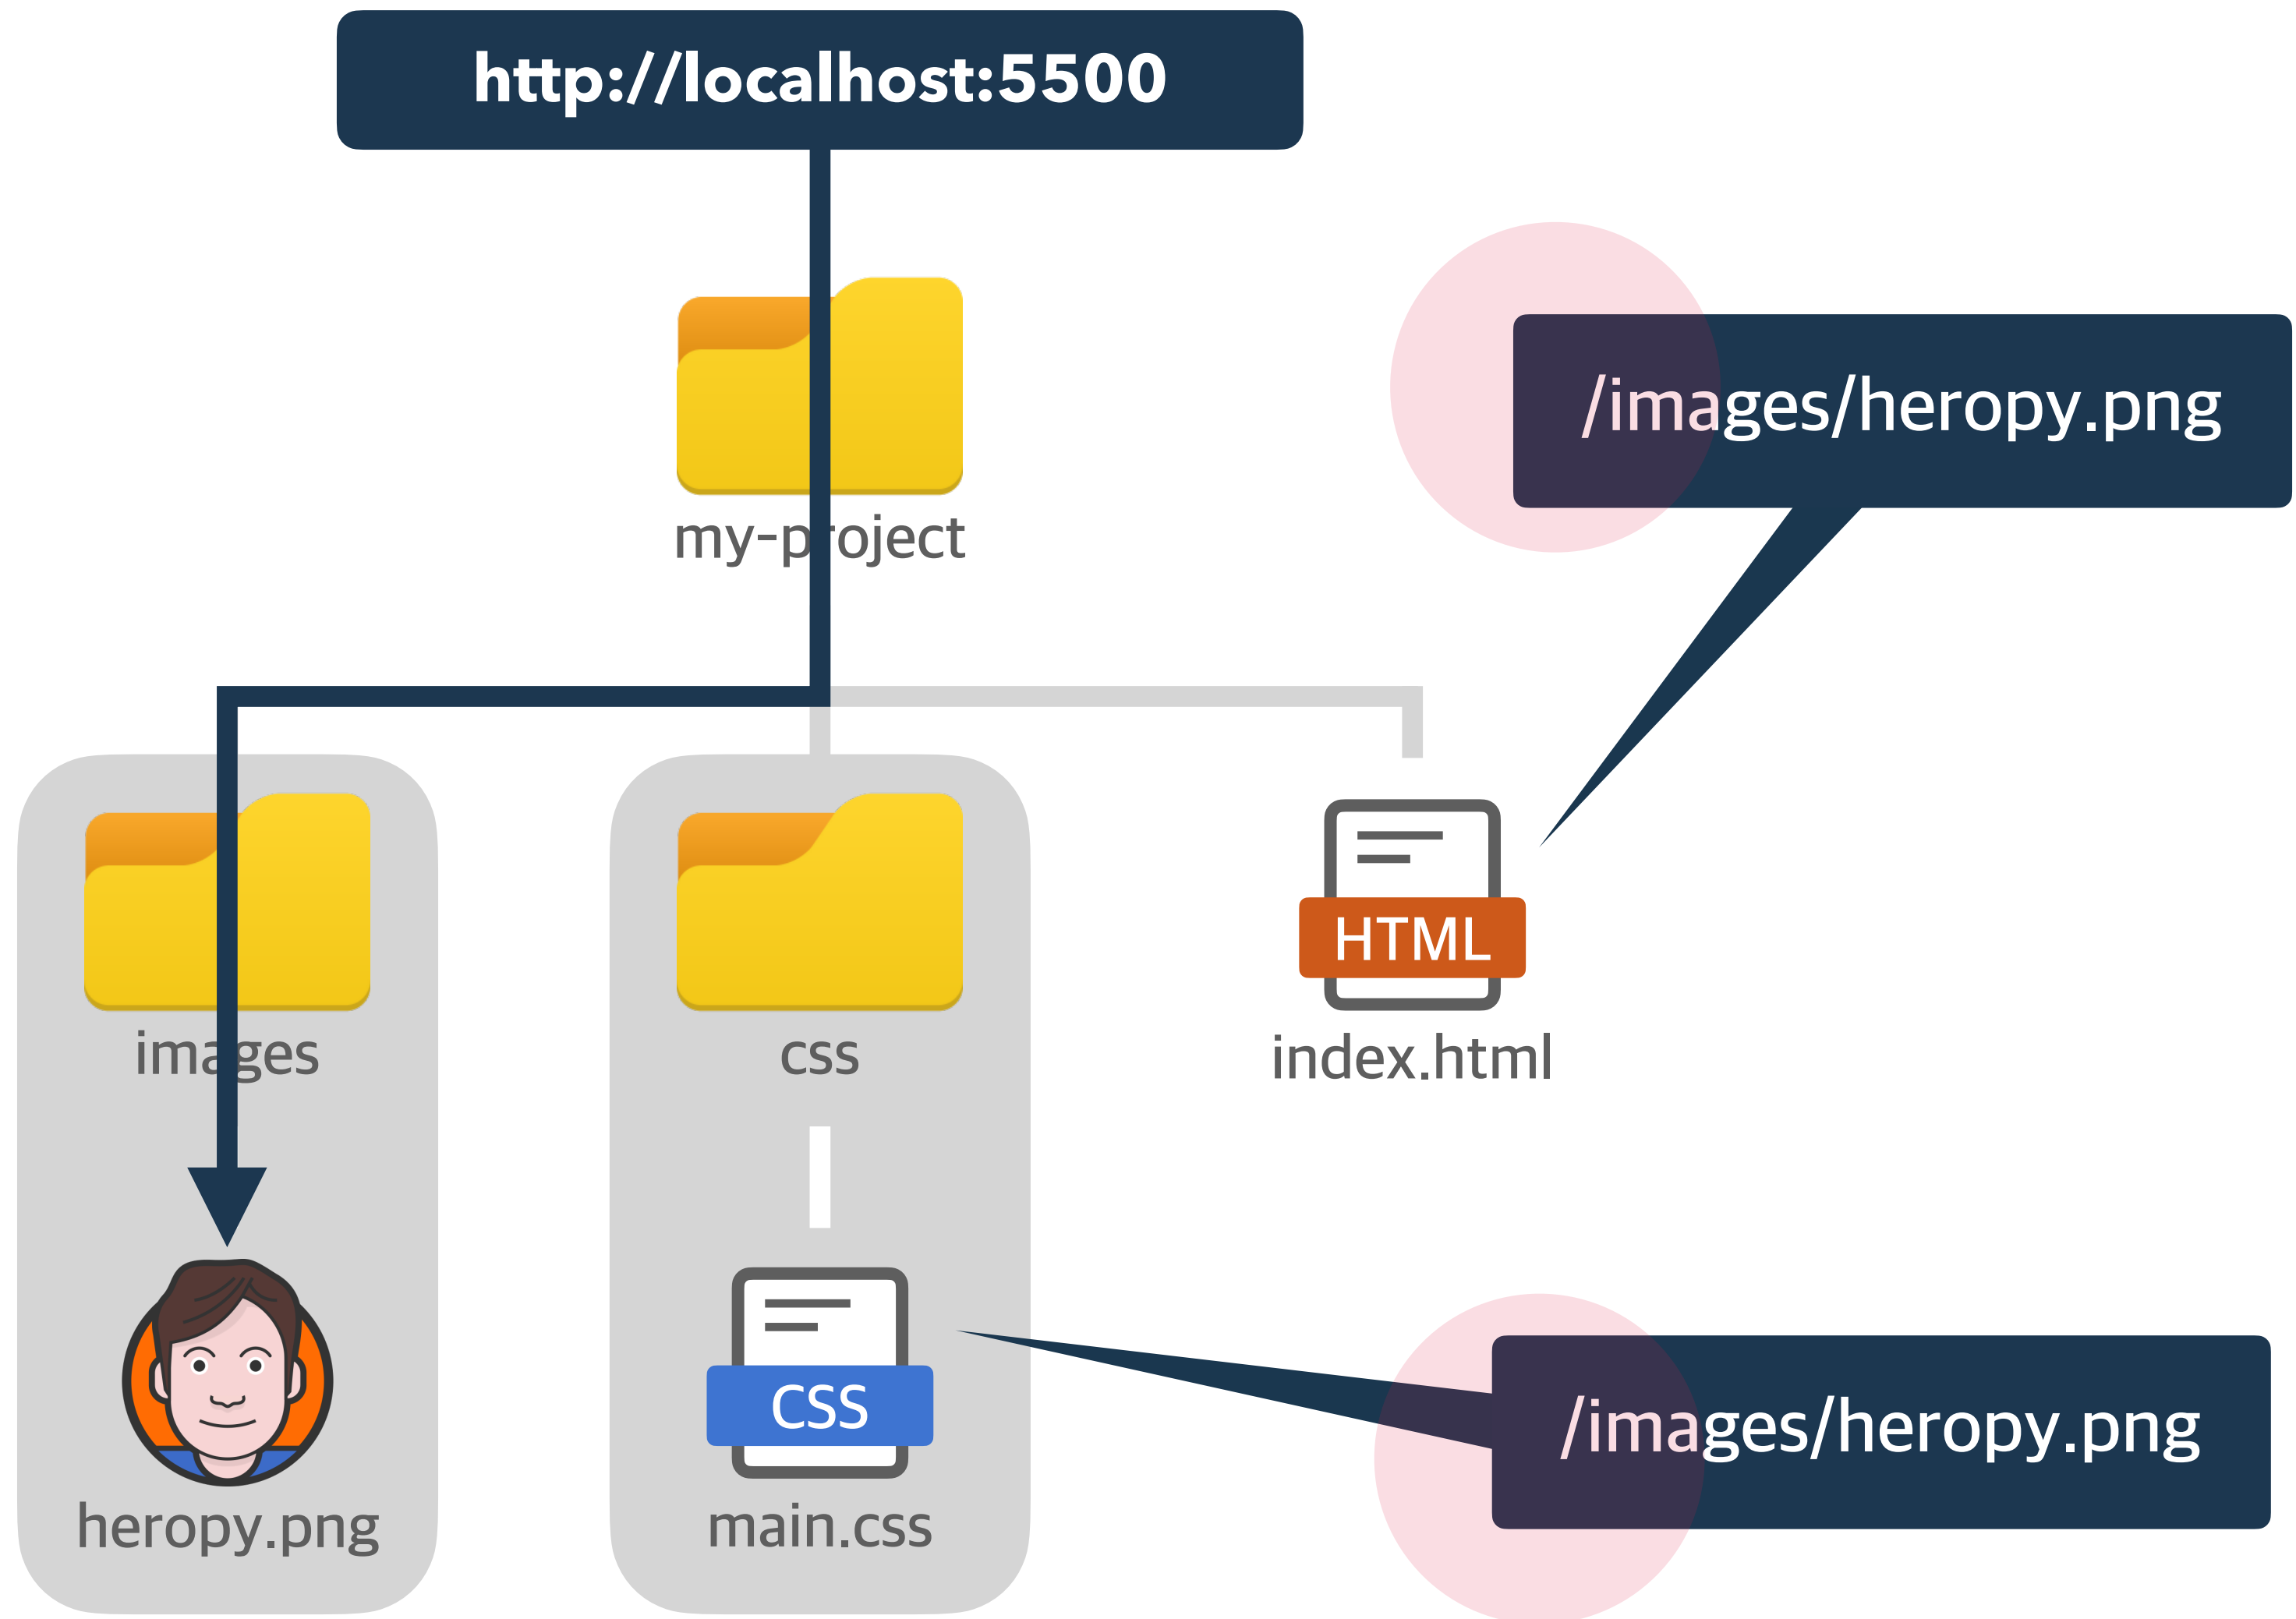 http://localhost:5500
/images/heropy.png
my-project
HTML
images
css
index.html
CSS
/images/heropy.png
heropy.png
main.css